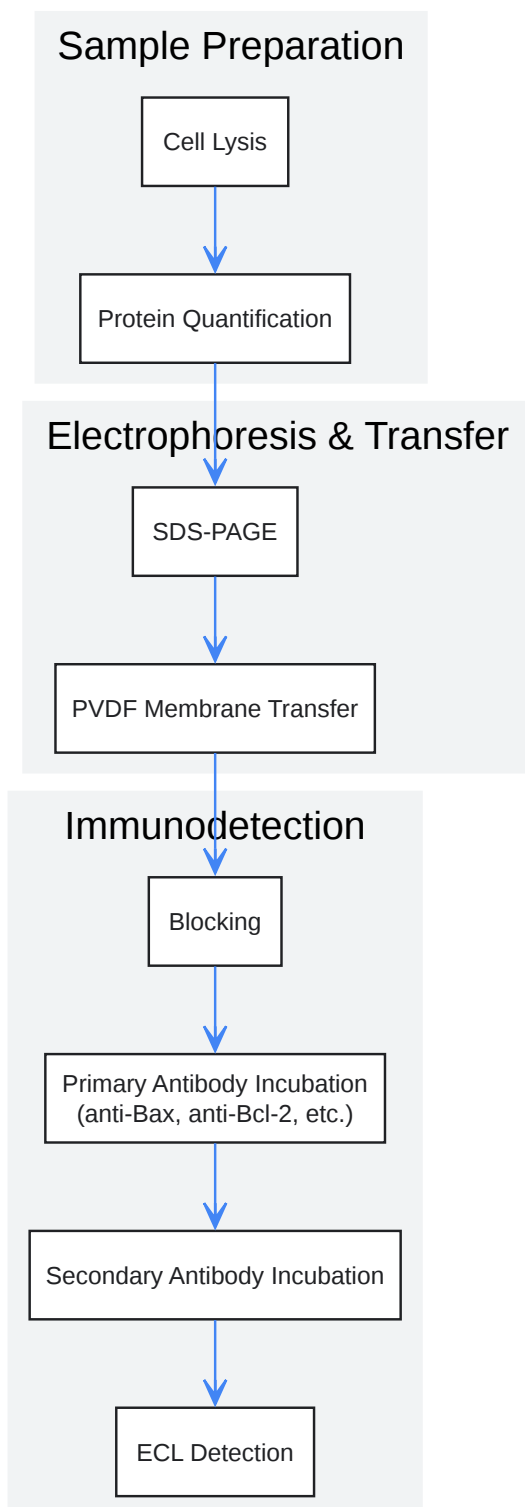 Sample Preparation
Cell Lysis
Protein Quantification
Electrophoresis & Transfer
SDS-PAGE
PVDF Membrane Transfer
Immunodetection
Blocking
Primary Antibody Incubation
(anti-Bax, anti-Bcl-2, etc.)
Secondary Antibody Incubation
ECL Detection